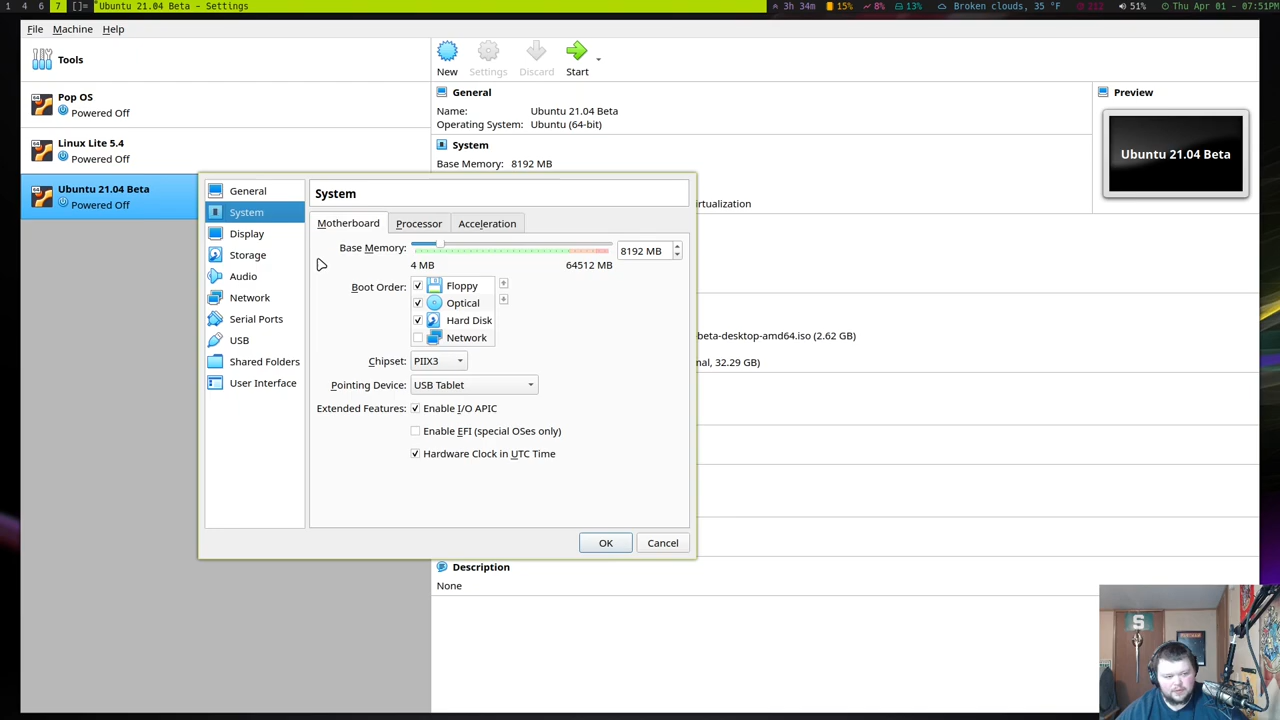 1 4 6 7 []= Ubuntu 21.04 Beta - Settings
3h 34m 15% 8% 13% Broken clouds, 35 °F 212 51% Thu Apr 01 - 07:51PM
File Machine Help
Tools
New Settings Discard Start
Pop OS
Powered Off
Linux Lite 5.4
Powered Off
Ubuntu 21.04 Beta
Powered Off
General
Name: Ubuntu 21.04 Beta
Operating System: Ubuntu (64-bit)
System
Base Memory: 8192 MB
rtualization
beta-desktop-amd64.iso (2.62 GB)
nal, 32.29 GB)
Description
None
Preview
Ubuntu 21.04 Beta
General
System
Display
Storage
Audio
Network
Serial Ports
USB
Shared Folders
User Interface
System
Motherboard Processor Acceleration
Base Memory: 8192 MB
4 MB 64512 MB
Boot Order: Floppy
Optical
Hard Disk
Network
Chipset: PIIX3
Pointing Device: USB Tablet
Extended Features: Enable I/O APIC
Enable EFI (special OSes only)
Hardware Clock in UTC Time
OK Cancel
S